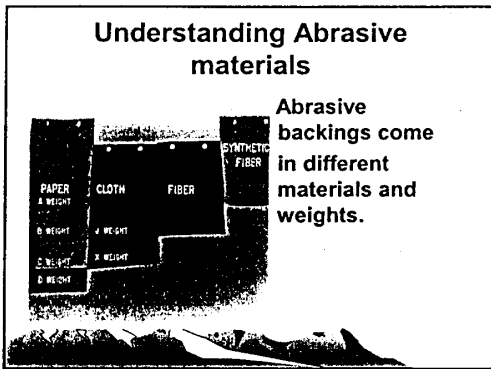 Understanding Abrasive
materials
Abrasive
backings come
in different
materials and
weights.
PAPER
A WEIGHT
B WEIGHT
C WEIGHT
D WEIGHT
CLOTH
J WEIGHT
X WEIGHT
FIBER
SYNTHETIC
FIBER